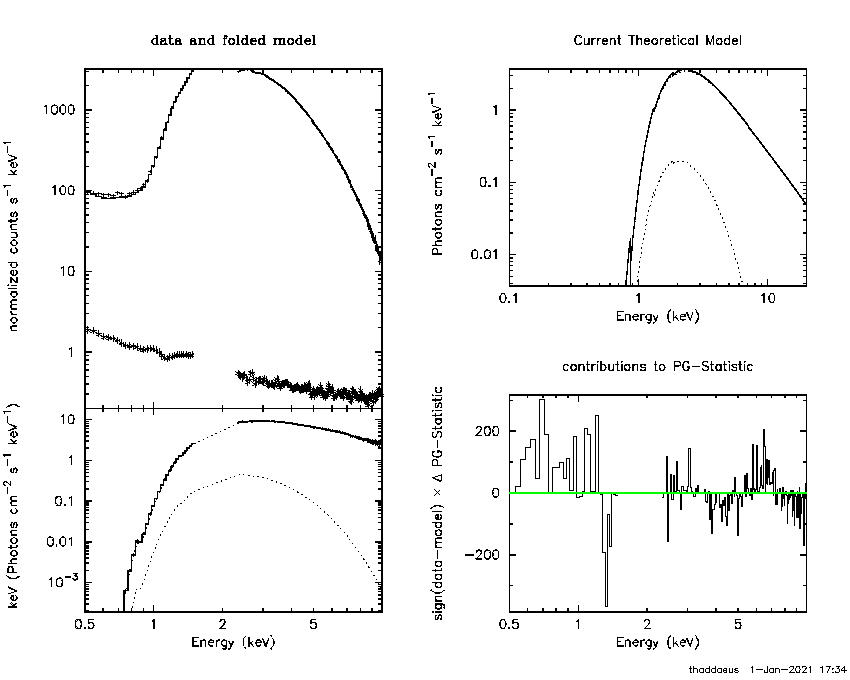 data and folded model
normalized counts s⁻¹ keV⁻¹
1000
100
10
1
keV (Photons cm⁻² s⁻¹ keV⁻¹)
10
1
0.1
0.01
10⁻³
0.5 1 2 5
Energy (keV)
Current Theoretical Model
Photons cm⁻² s⁻¹ keV⁻¹
1
0.1
0.01
0.1 1 10
Energy (keV)
contributions to PG-Statistic
sign(data-model) × Δ PG-Statistic
200
0
-200
0.5 1 2 5
Energy (keV)
thaddaeus 1-Jan-2021 17:34